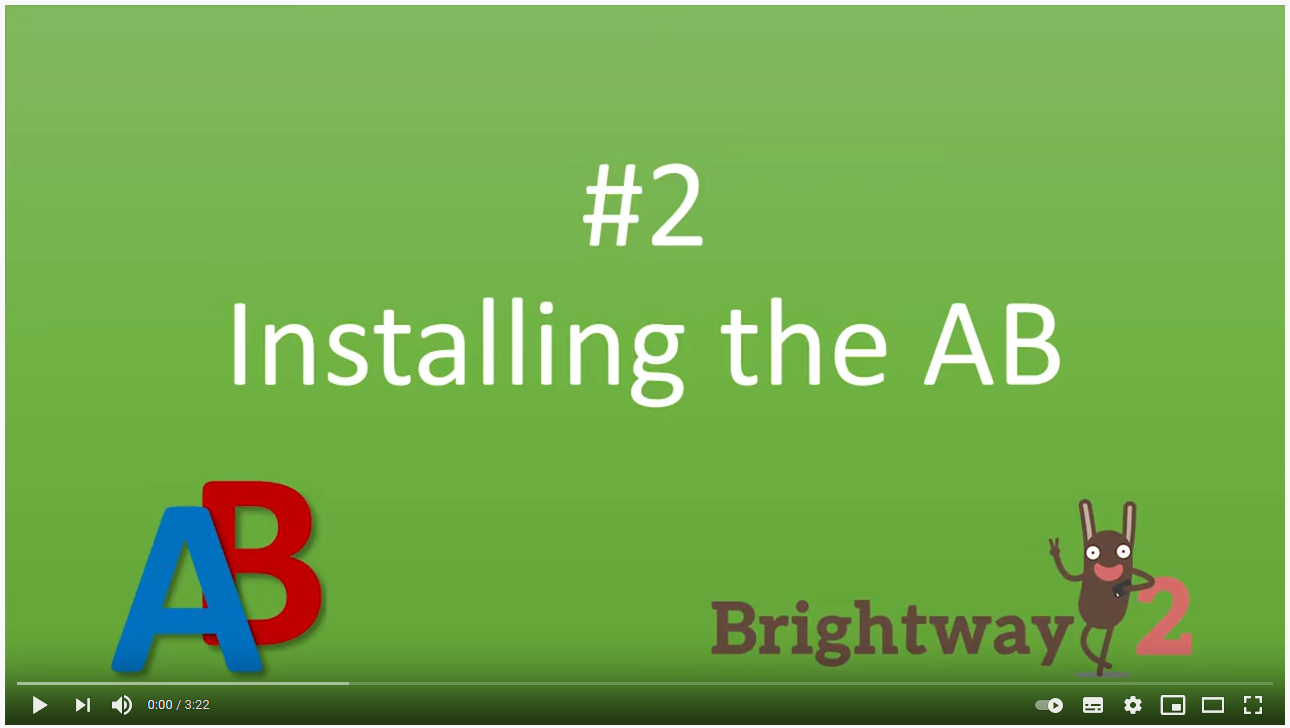 #2
Installing the AB
AB
Brightway2
0:00 / 3:22